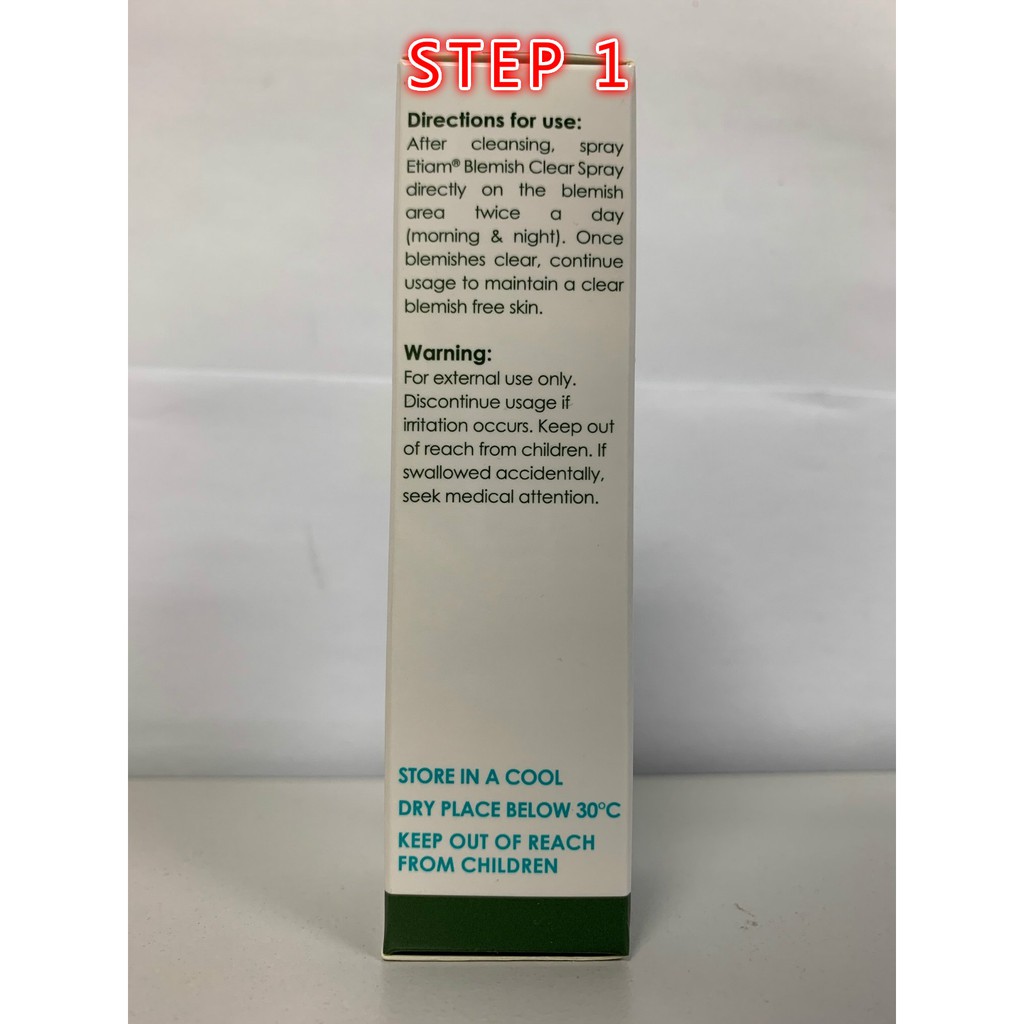 STEP 1
Directions for use:
After cleansing, spray
Etiam® Blemish Clear Spray
directly on the blemish
area twice a day
(morning & night). Once
blemishes clear, continue
usage to maintain a clear
blemish free skin.
Warning:
For external use only.
Discontinue usage if
irritation occurs. Keep out
of reach from children. If
swallowed accidentally,
seek medical attention.
STORE IN A COOL
DRY PLACE BELOW 30°C
KEEP OUT OF REACH
FROM CHILDREN